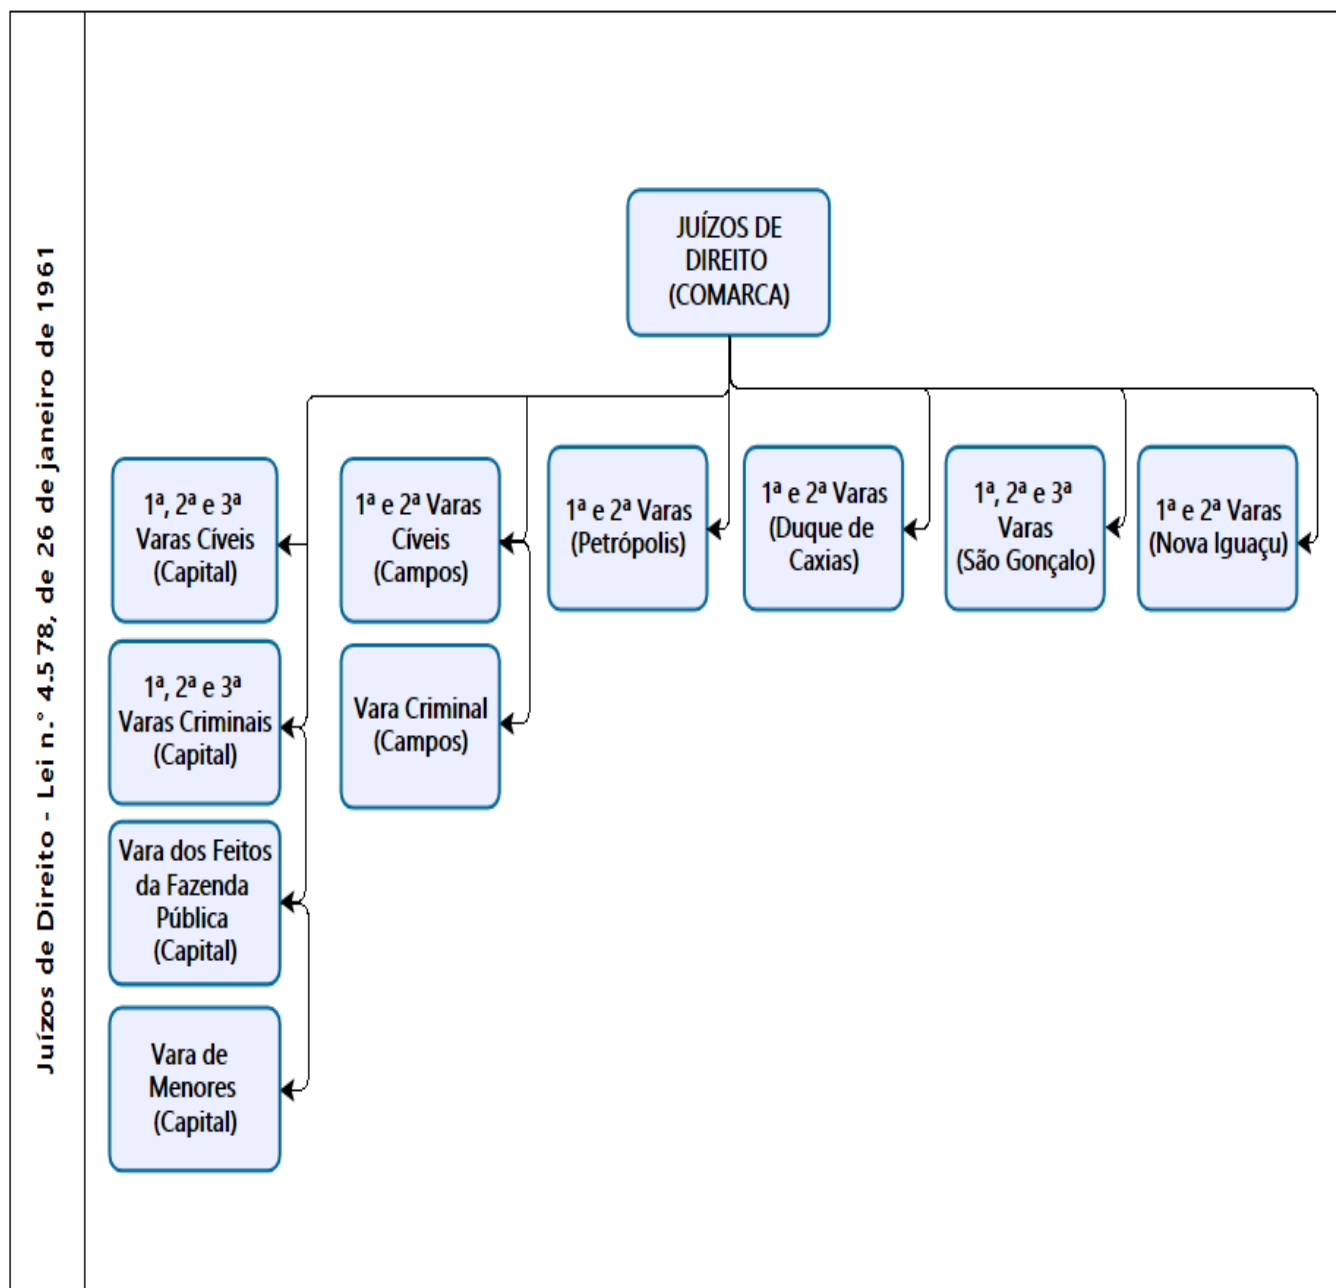 Juízos de Direito - Lei n.° 4.578, de 26 de janeiro de 1961
JUÍZOS DE
DIREITO
(COMARCA)
1ª, 2ª e 3ª
Varas Cíveis
(Capital)
1ª e 2ª Varas
Cíveis
(Campos)
1ª e 2ª Varas
(Petrópolis)
1ª e 2ª Varas
(Duque de
Caxias)
1ª, 2ª e 3ª
Varas
(São Gonçalo)
1ª e 2ª Varas
(Nova Iguaçu)
1ª, 2ª e 3ª
Varas Criminais
(Capital)
Vara Criminal
(Campos)
Vara dos Feitos
da Fazenda
Pública
(Capital)
Vara de
Menores
(Capital)